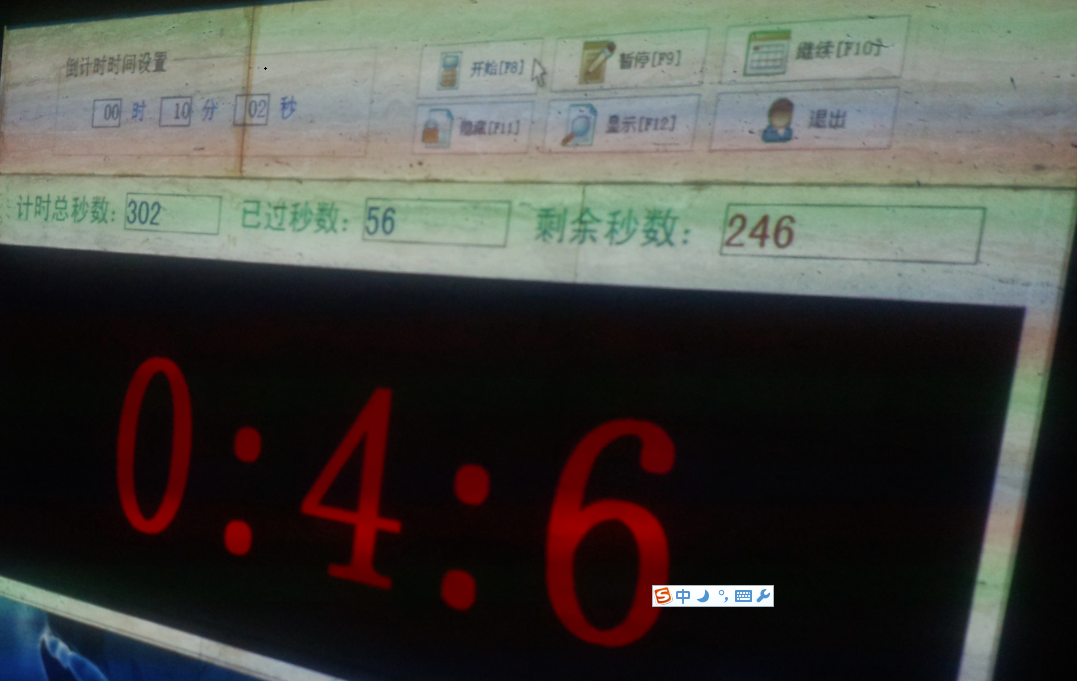 倒计时时间设置
00 时 10 分 02 秒
开始[F8] 暂停[F9] 继续[F10]
隐藏[F11] 显示[F12] 退出
计时总秒数: 302 已过秒数: 56 剩余秒数: 246
0:4:6
中